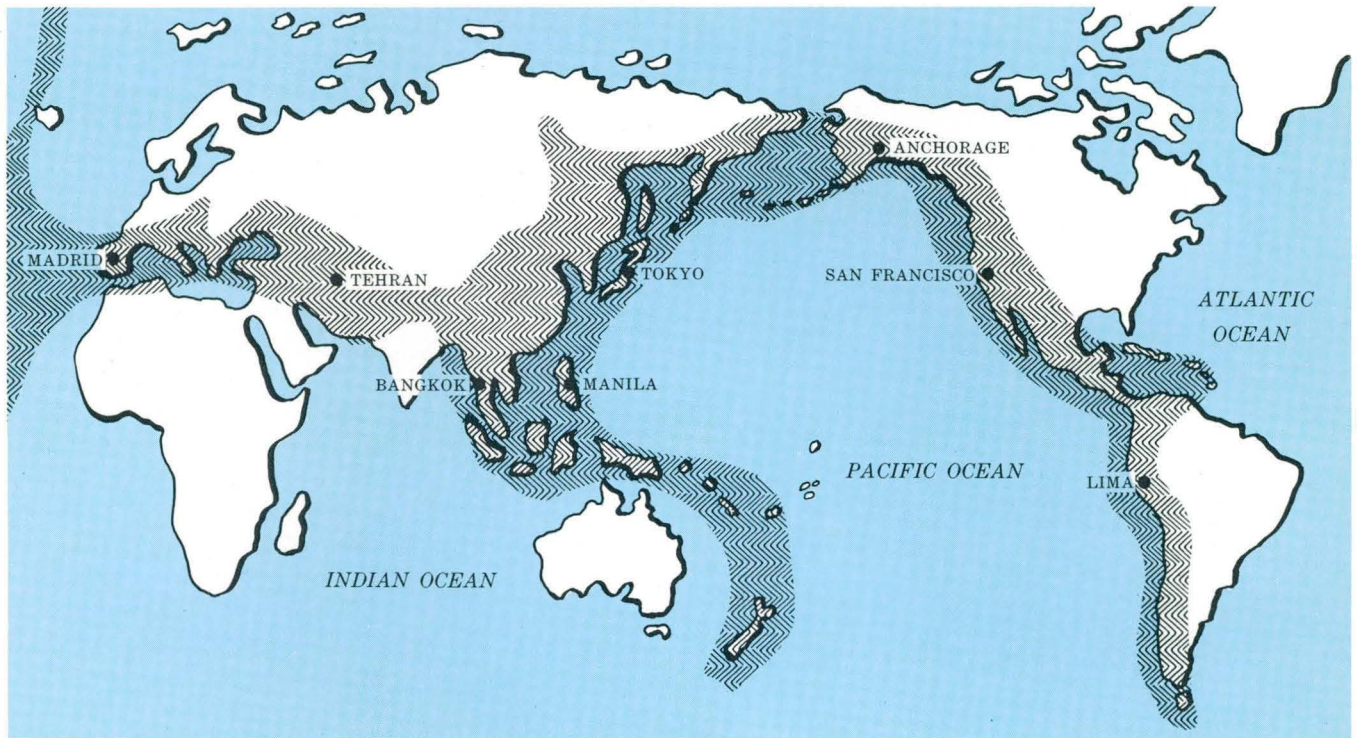 ANCHORAGE
MADRID
TEHRAN
TOKYO
SAN FRANCISCO
ATLANTIC
OCEAN
BANGKOK
MANILA
PACIFIC OCEAN
LIMA
INDIAN OCEAN